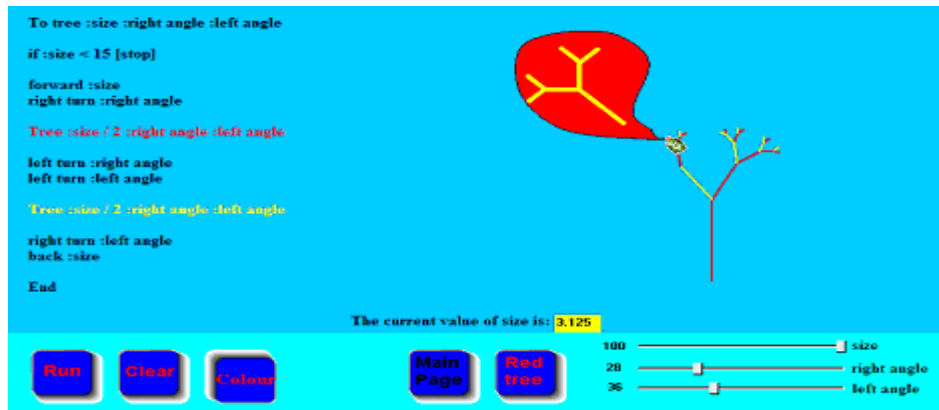 To tree :size :right angle :left angle
if :size < 15 [stop]
forward :size
right turn :right angle
Tree :size / 2 :right angle :left angle
left turn :right angle
left turn :left angle
Tree :size / 2 :right angle :left angle
right turn :left angle
back :size
End
The current value of size is: 3.125
Run
Clear
Colour
Main
Page
Red
tree
100 size
28 right angle
36 left angle